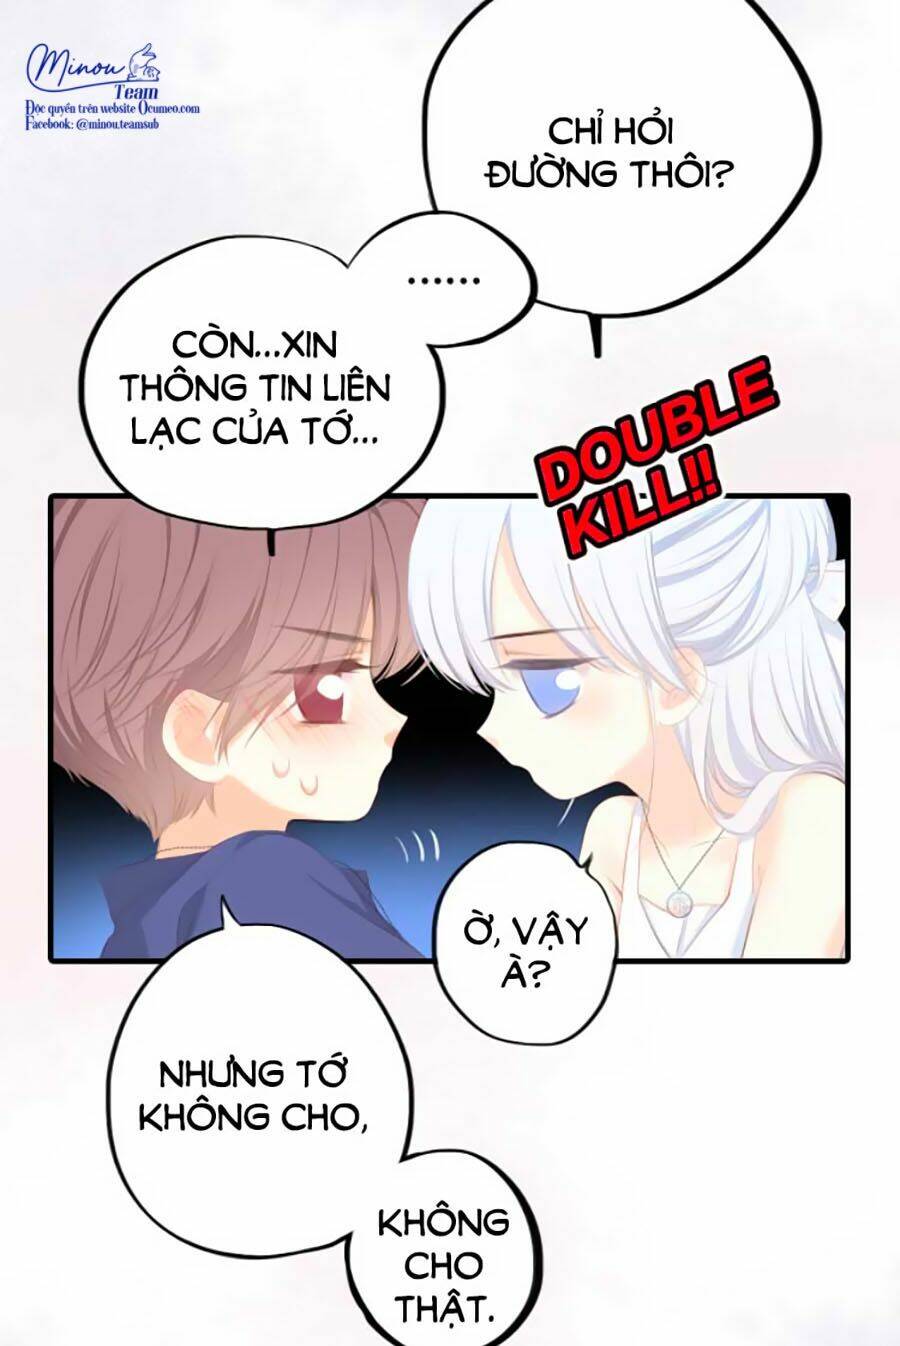 Minou
Team
Độc quyền trên website Ocumeo.com
Facebook: @minou.teamsub
CHỈ HỎI
ĐƯỜNG THÔI?
......
CÒN...XIN
THÔNG TIN LIÊN
LẠC CỦA TỚ...
DOUBLE
KILL!!
Ờ, VẬY
À?
NHƯNG TỚ
KHÔNG CHO,
KHÔNG
CHO
THẬT.